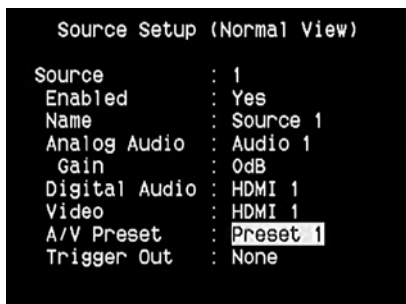 Source Setup (Normal View)
Source : 1
Enabled : Yes
Name : Source 1
Analog Audio : Audio 1
Gain : 0dB
Digital Audio : HDMI 1
Video : HDMI 1
A/V Preset : Preset 1
Trigger Out : None